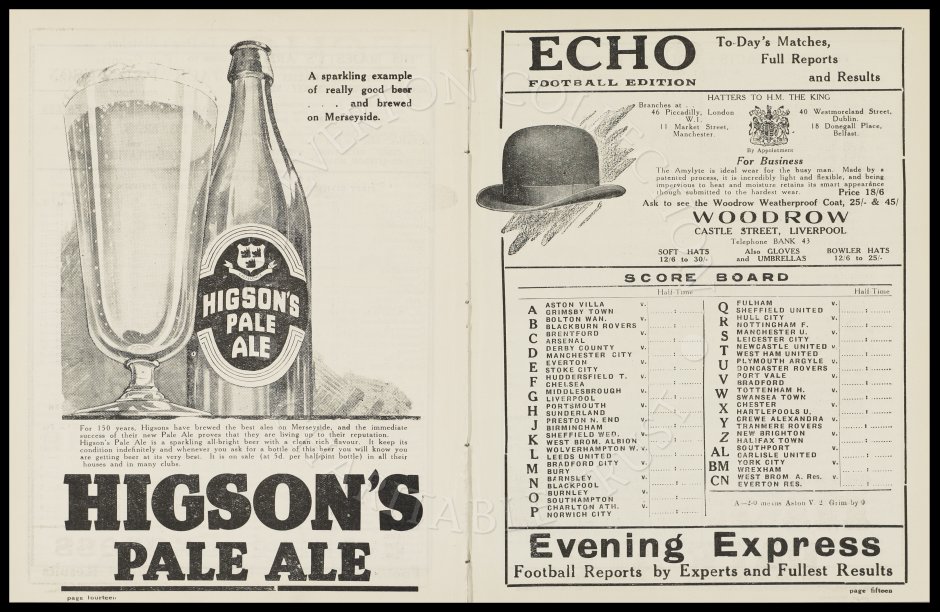 A sparkling example
of really good beer
. . . and brewed
on Merseyside.
HIGSON'S
PALE
ALE
For 150 years, Higsons have brewed the best ales on Merseyside, and the immediate
success of their new Pale Ale proves that they are living up to their reputation.
Higson's Pale Ale is a sparkling all-bright beer with a clean rich flavour. It keep its
condition indefinitely and whenever you ask for a bottle of this beer you will know you
are getting beer at its very best. It is on sale (at 5d. per half-pint bottle) in all their
houses and in many clubs.
HIGSON'S
PALE ALE
page fourteen
ECHO
FOOTBALL EDITION
To-Day's Matches,
Full Reports
and Results
HATTERS TO H.M. THE KING
Branches at
46 Piccadilly, London
W.1.
11 Market Street,
Manchester.
40 Westmoreland Street,
Dublin.
18 Donegall Place,
Belfast.
By Appointment
For Business
The Amylyte is ideal wear for the busy man. Made by a
patented process, it is incredibly light and flexible, and being
impervious to heat and moisture retains its smart appearance
though submitted to the hardest wear. Price 18/6
Ask to see the Woodrow Weatherproof Coat, 25/- & 45/
WOODROW
CASTLE STREET, LIVERPOOL
Telephone BANK 43
SOFT HATS
12/6 to 30/-
Also GLOVES
and UMBRELLAS
BOWLER HATS
12/6 to 25/-
SCORE BOARD
Half-Time
A ASTON VILLA v.
GRIMSBY TOWN
B BOLTON WAN. v.
BLACKBURN ROVERS
C BRENTFORD v.
ARSENAL
D DERBY COUNTY v.
MANCHESTER CITY
E EVERTON v.
STOKE CITY
F HUDDERSFIELD T. v.
CHELSEA
G MIDDLESBROUGH v.
LIVERPOOL
H PORTSMOUTH v.
SUNDERLAND
J PRESTON N. END v.
BIRMINGHAM
K SHEFFIELD WED. v.
WEST BROM. ALBION
L WOLVERHAMPTON W. v.
LEEDS UNITED
M BRADFORD CITY v.
BURY
N BARNSLEY v.
BLACKPOOL
O BURNLEY v.
SOUTHAMPTON
P CHARLTON ATH. v.
NORWICH CITY
Half-Time
Q FULHAM v.
SHEFFIELD UNITED
R HULL CITY v.
NOTTINGHAM F.
S MANCHESTER U. v.
LEICESTER CITY
T NEWCASTLE UNITED v.
WEST HAM UNITED
U PLYMOUTH ARGYLE v.
DONCASTER ROVERS
V PORT VALE v.
BRADFORD
W TOTTENHAM H. v.
SWANSEA TOWN
X CHESTER v.
HARTLEPOOLS U.
Y CREWE ALEXANDRA v.
TRANMERE ROVERS
Z NEW BRIGHTON v.
HALIFAX TOWN
AL SOUTHPORT v.
CARLISLE UNITED
BM YORK CITY v.
WREXHAM
CN WEST BROM A. Res. v.
EVERTON RES.
A—2-0 means Aston V. 2 Grim by 0
Evening Express
Football Reports by Experts and Fullest Results
page fifteen